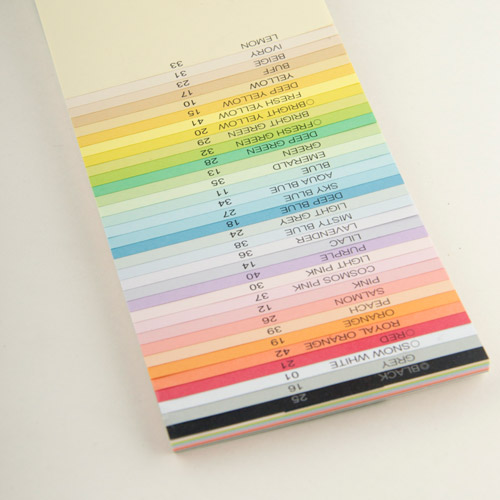 ◎BLACK 25
GREY 16
○SNOW WHITE 01
○RED 21
ROYAL ORANGE 42
ORANGE 19
PEACH 39
SALMON 26
PINK 12
COSMOS PINK 37
LIGHT PINK 30
PURPLE 40
LILAC 14
LAVENDER 36
MISTY BLUE 38
LIGHT GREY 24
DEEP BLUE 18
SKY BLUE 27
AQUA BLUE 34
BLUE 11
EMERALD 35
GREEN 13
DEEP GREEN 28
○FRESH GREEN 32
○BRIGHT GREEN 29
BRIGHT YELLOW 20
FRESH YELLOW 41
DEEP YELLOW 15
YELLOW 10
BUFF 17
BEIGE 23
IVORY 31
LEMON 33